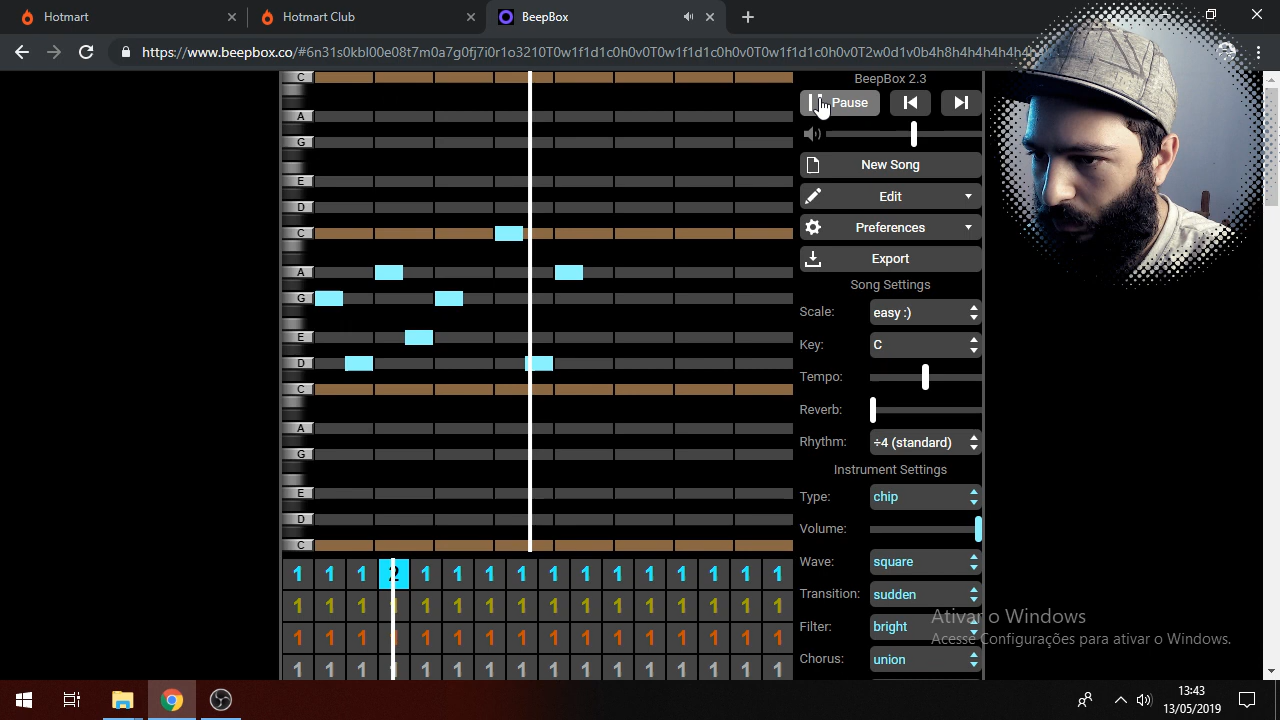 Hotmart
Hotmart Club
BeepBox
https://www.beepbox.co/#6n31s0kbl00e08t7m0a7g0fj7i0r1o3210T0w1f1d1c0h0v0T0w1f1d1c0h0v0T0w1f1d1c0h0v0T2w0d1v0b4h8h4h4h4h4h
C
A
G
E
D
C
A
G
E
D
C
A
G
E
D
C
BeepBox 2.3
Pause
New Song
Edit
Preferences
Export
Song Settings
Scale: easy :)
Key: C
Tempo:
Reverb:
Rhythm: ÷4 (standard)
Instrument Settings
Type: chip
Volume:
Wave: square
Transition: sudden
Filter: bright
Chorus: union
1 1 1 2 1 1 1 1 1 1 1 1 1 1 1 1
1 1 1 1 1 1 1 1 1 1 1 1 1 1 1 1
1 1 1 1 1 1 1 1 1 1 1 1 1 1 1 1
1 1 1 1 1 1 1 1 1 1 1 1 1 1 1 1
Ativar o Windows
Acesse Configurações para ativar o Windows.
13:43
13/05/2019